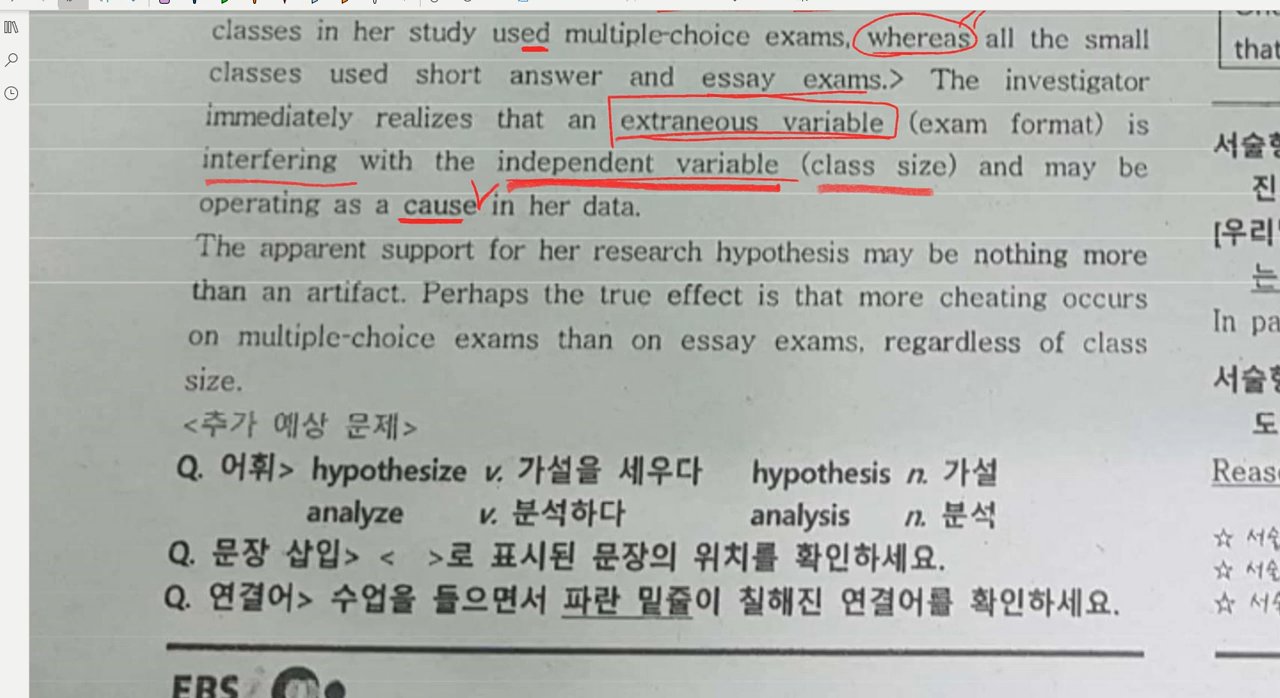 classes in her study used multiple-choice exams, whereas all the small
classes used short answer and essay exams.> The investigator
immediately realizes that an extraneous variable (exam format) is
interfering with the independent variable (class size) and may be
operating as a cause in her data.
The apparent support for her research hypothesis may be nothing more
than an artifact. Perhaps the true effect is that more cheating occurs
on multiple-choice exams than on essay exams, regardless of class
size.
<추가 예상 문제>
Q. 어휘> hypothesize v. 가설을 세우다 hypothesis n. 가설
analyze v. 분석하다 analysis n. 분석
Q. 문장 삽입> < >로 표시된 문장의 위치를 확인하세요.
Q. 연결어> 수업을 들으면서 파란 밑줄이 칠해진 연결어를 확인하세요.
EBS
that
서술형
진
[우리말
는
In pa
서술형
도
Reas
☆ 서술
☆ 서술
☆ 서술